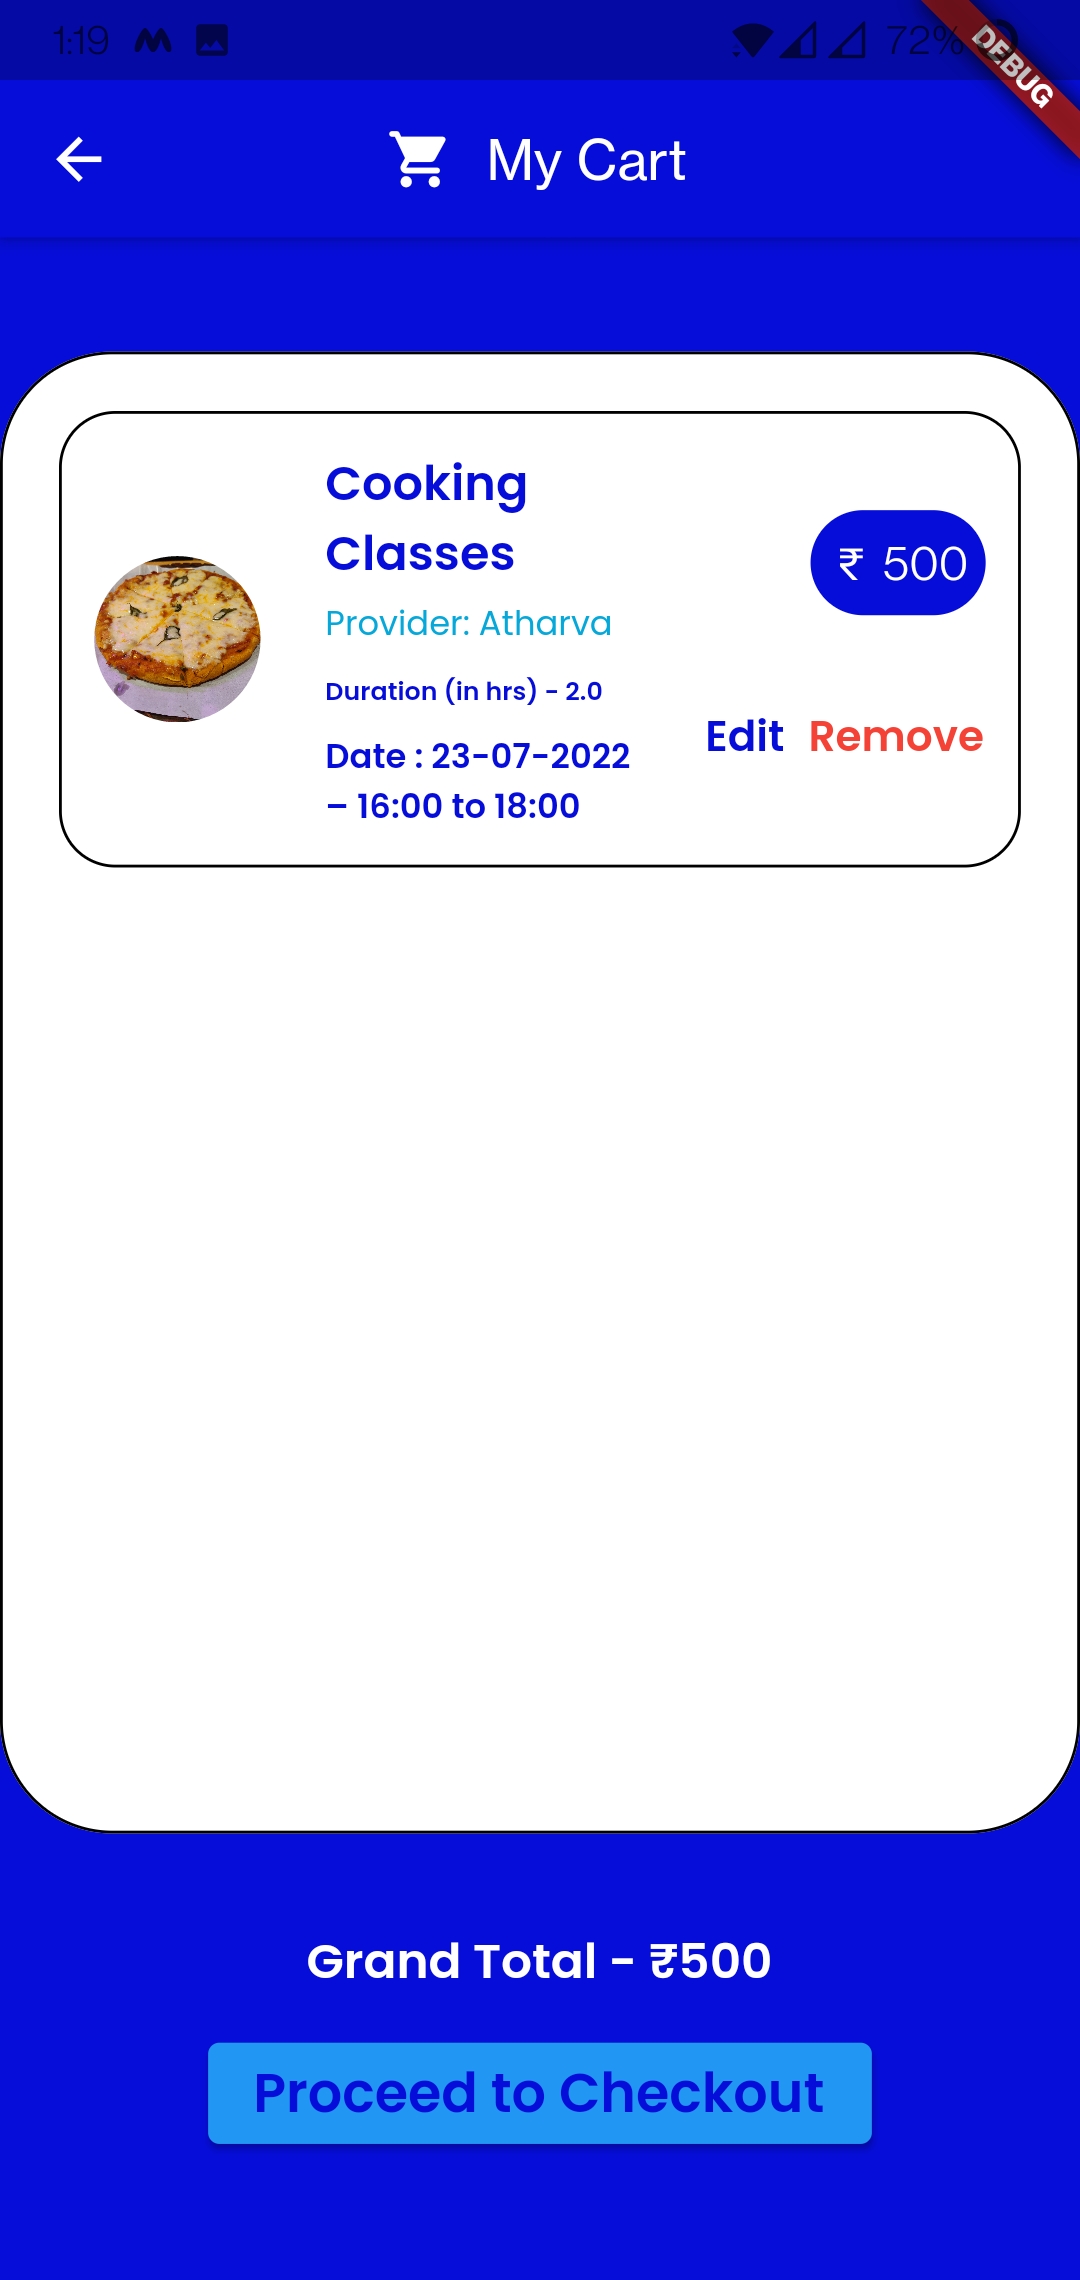 1:19
72%
DEBUG
My Cart
Cooking
Classes
₹ 500
Provider: Atharva
Duration (in hrs) - 2.0
Edit Remove
Date : 23-07-2022
– 16:00 to 18:00
Grand Total - ₹500
Proceed to Checkout